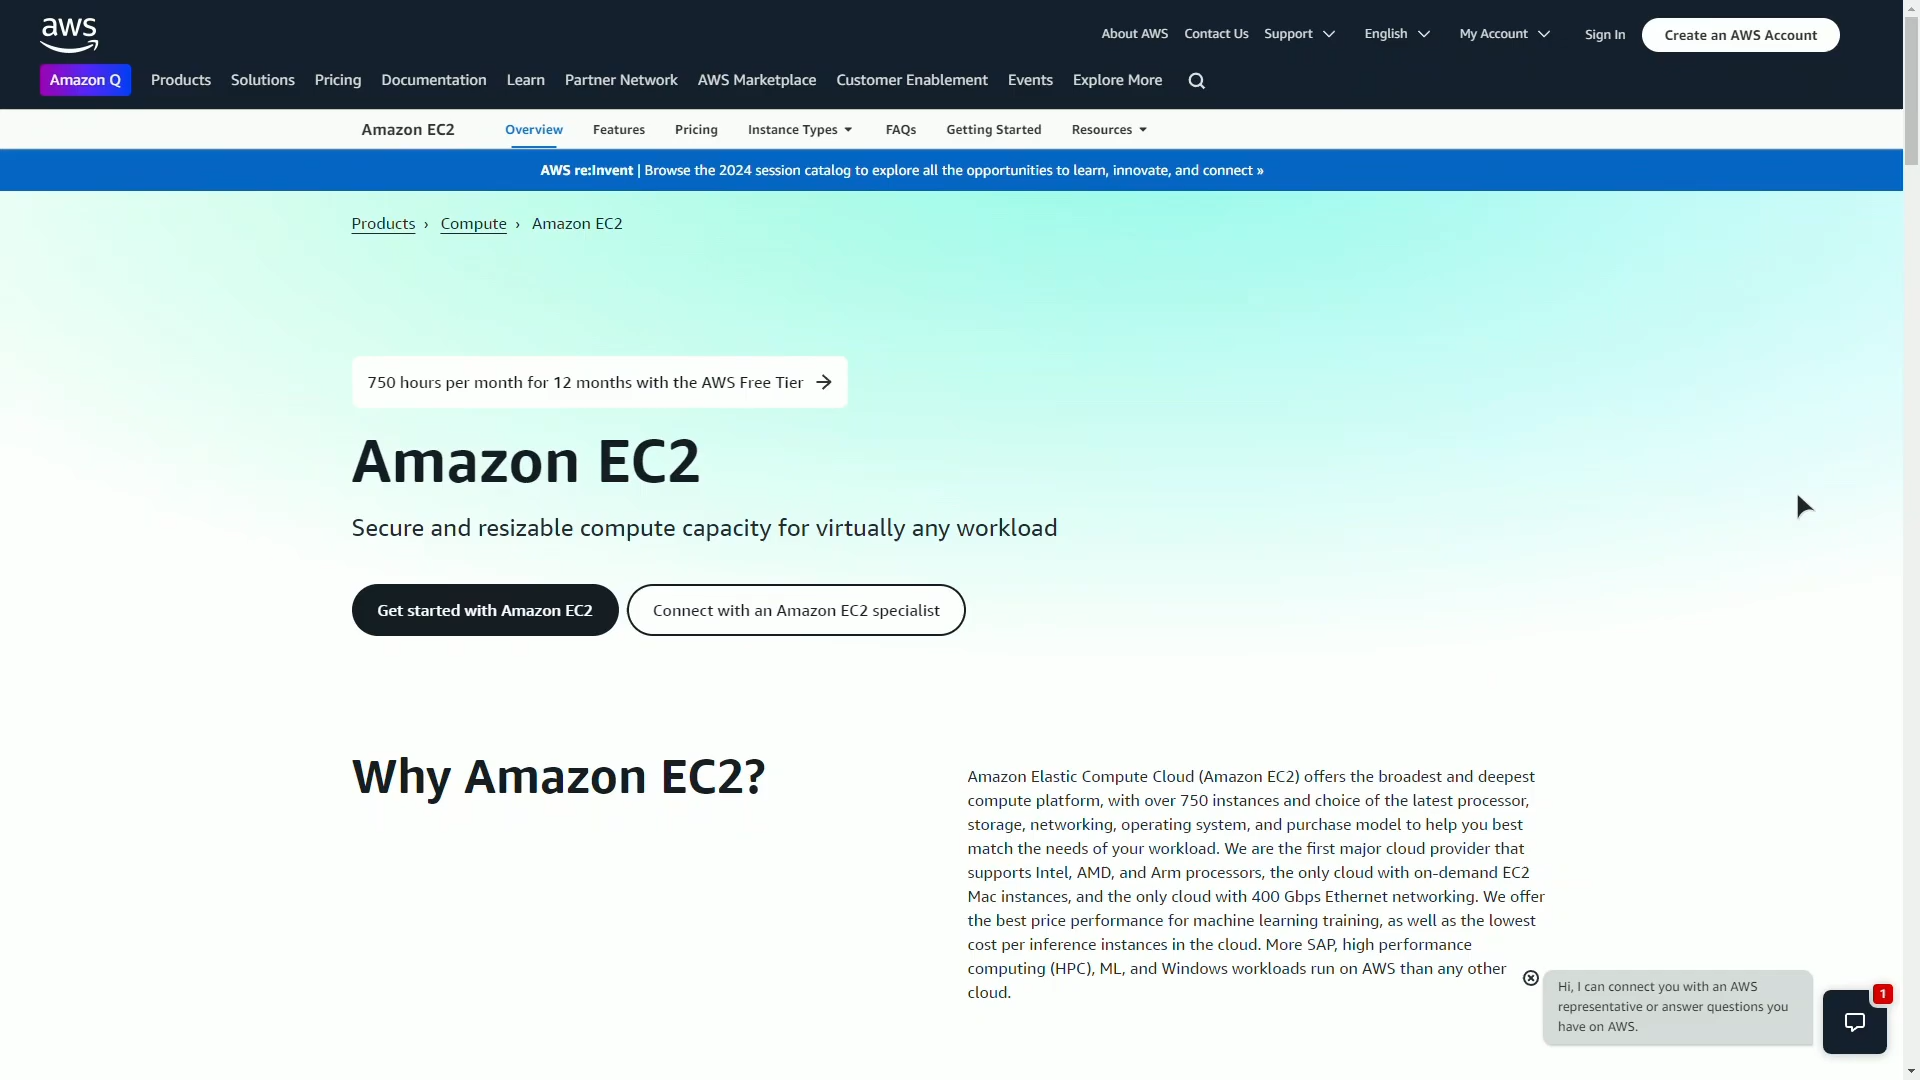 aws
About AWS Contact Us Support English My Account Sign In Create an AWS Account
Amazon Q Products Solutions Pricing Documentation Learn Partner Network AWS Marketplace Customer Enablement Events Explore More
Amazon EC2 Overview Features Pricing Instance Types FAQs Getting Started Resources
AWS re:Invent | Browse the 2024 session catalog to explore all the opportunities to learn, innovate, and connect »
Products › Compute › Amazon EC2
750 hours per month for 12 months with the AWS Free Tier →
Amazon EC2
Secure and resizable compute capacity for virtually any workload
Get started with Amazon EC2 Connect with an Amazon EC2 specialist
Why Amazon EC2?
Amazon Elastic Compute Cloud (Amazon EC2) offers the broadest and deepest
compute platform, with over 750 instances and choice of the latest processor,
storage, networking, operating system, and purchase model to help you best
match the needs of your workload. We are the first major cloud provider that
supports Intel, AMD, and Arm processors, the only cloud with on-demand EC2
Mac instances, and the only cloud with 400 Gbps Ethernet networking. We offer
the best price performance for machine learning training, as well as the lowest
cost per inference instances in the cloud. More SAP, high performance
computing (HPC), ML, and Windows workloads run on AWS than any other
cloud.
Hi, I can connect you with an AWS
representative or answer questions you
have on AWS.
1